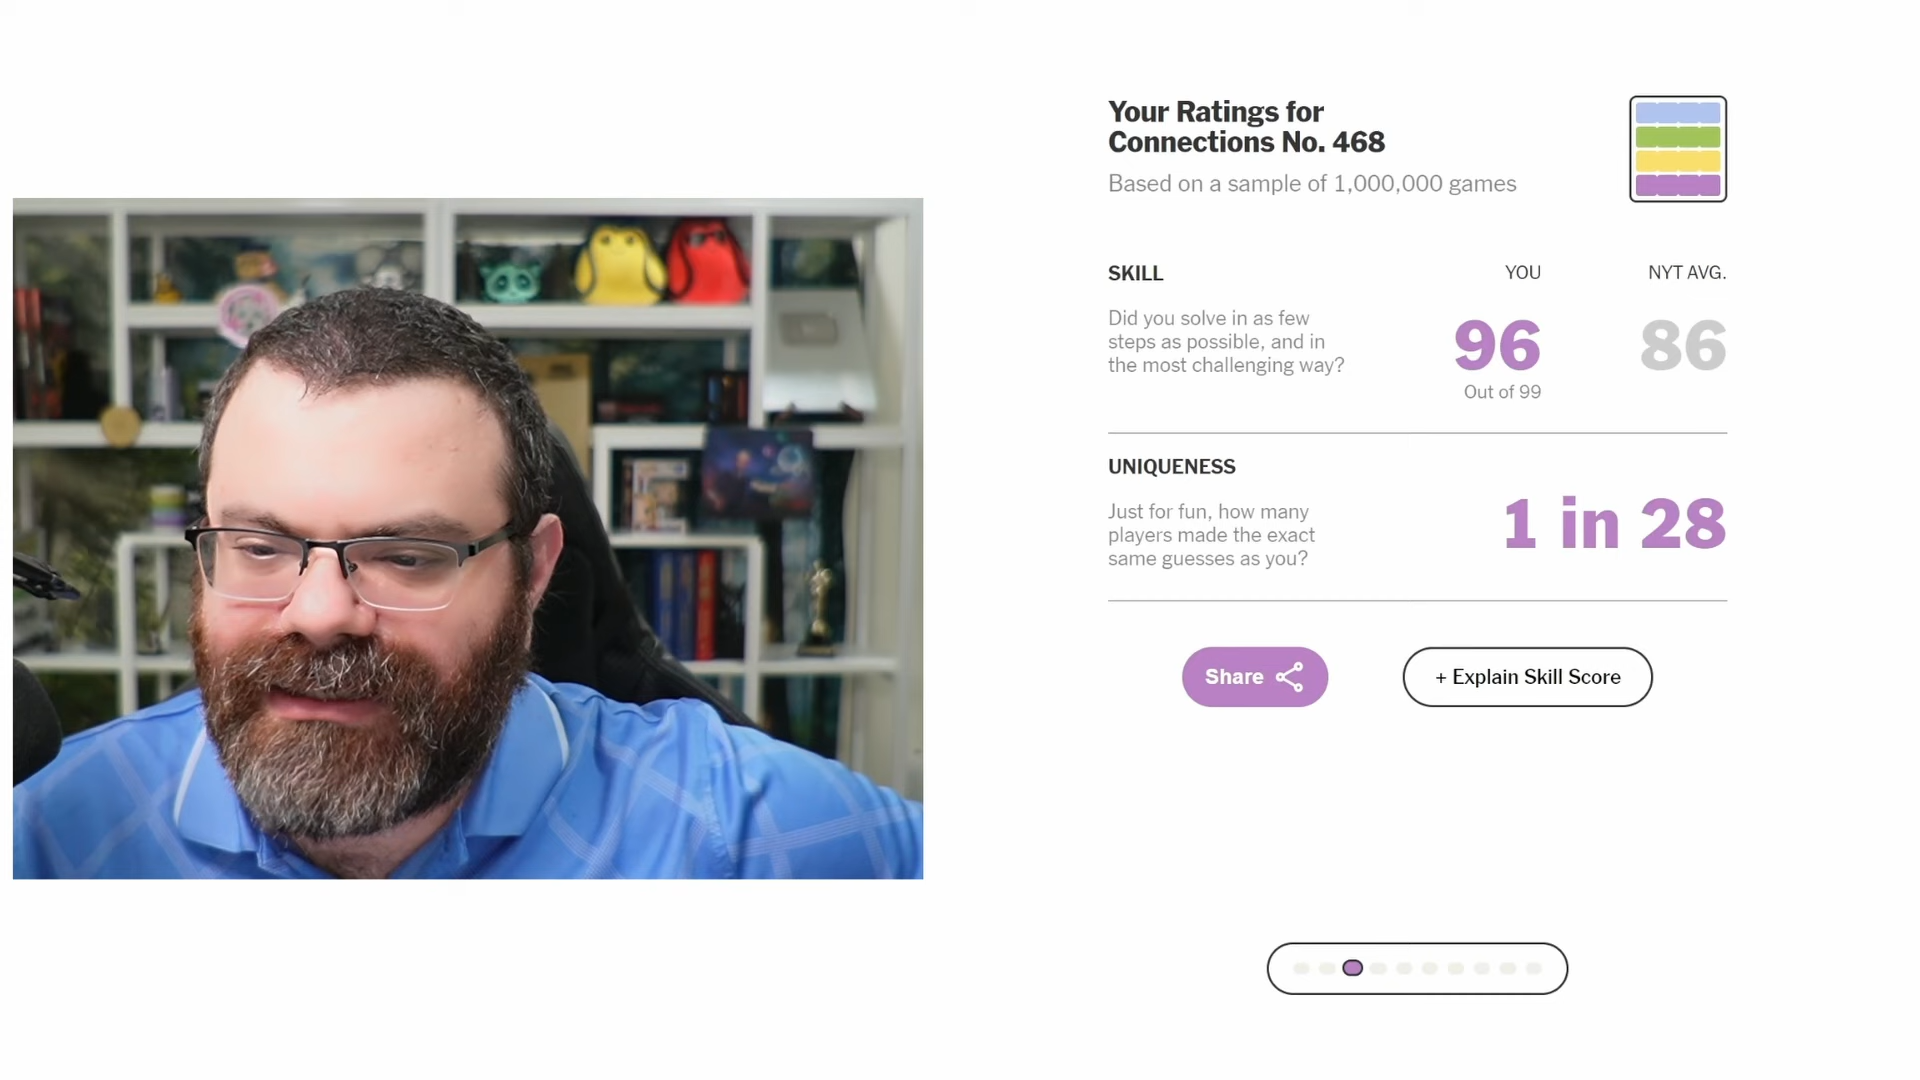 Your Ratings for
Connections No. 468
Based on a sample of 1,000,000 games
SKILL
YOU
NYT AVG.
Did you solve in as few
steps as possible, and in
the most challenging way?
96
86
Out of 99
UNIQUENESS
Just for fun, how many
players made the exact
same guesses as you?
1 in 28
Share
+ Explain Skill Score